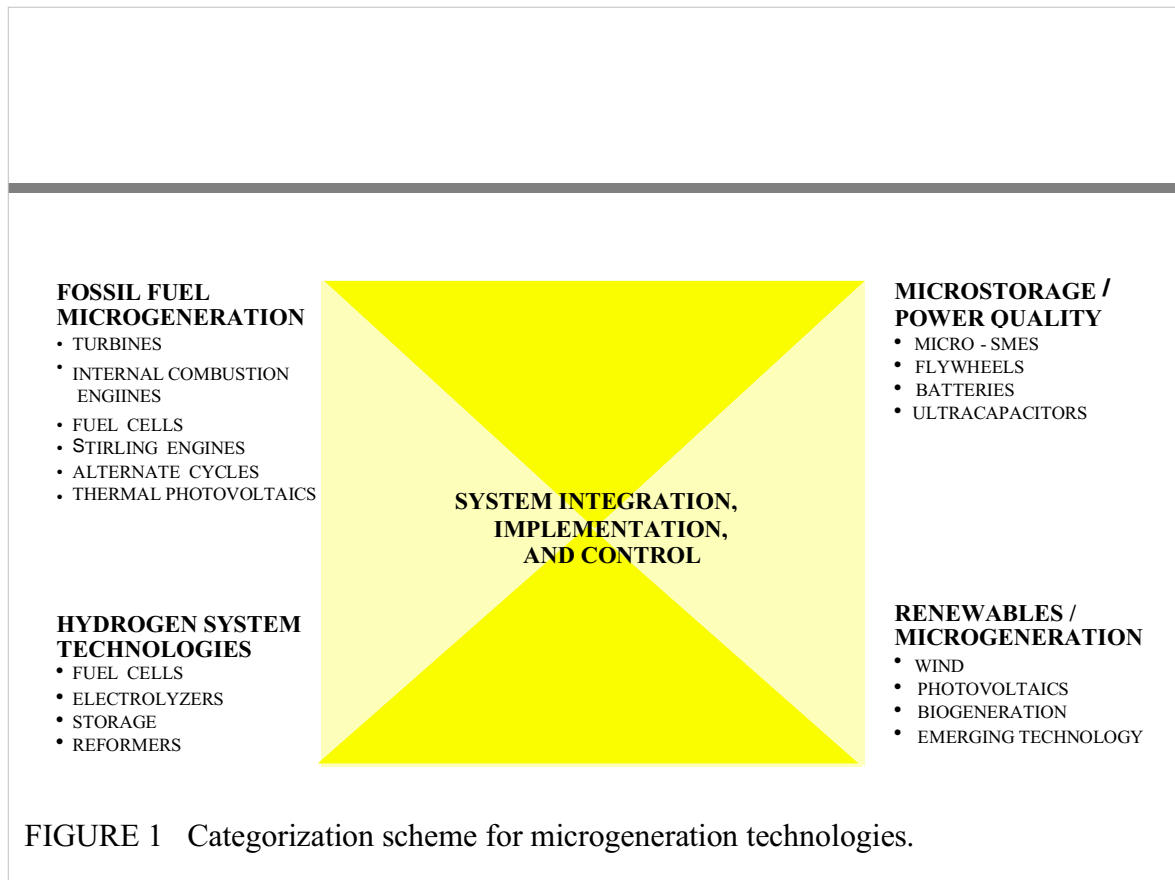 FOSSIL FUEL
MICROGENERATION
• TURBINES
• INTERNAL COMBUSTION
ENGIINES
• FUEL CELLS
• STIRLING ENGINES
• ALTERNATE CYCLES
• THERMAL PHOTOVOLTAICS
MICROSTORAGE /
POWER QUALITY
• MICRO - SMES
• FLYWHEELS
• BATTERIES
• ULTRACAPACITORS
SYSTEM INTEGRATION,
IMPLEMENTATION,
AND CONTROL
HYDROGEN SYSTEM
TECHNOLOGIES
• FUEL CELLS
• ELECTROLYZERS
• STORAGE
• REFORMERS
RENEWABLES /
MICROGENERATION
• WIND
• PHOTOVOLTAICS
• BIOGENERATION
• EMERGING TECHNOLOGY
FIGURE 1 Categorization scheme for microgeneration technologies.